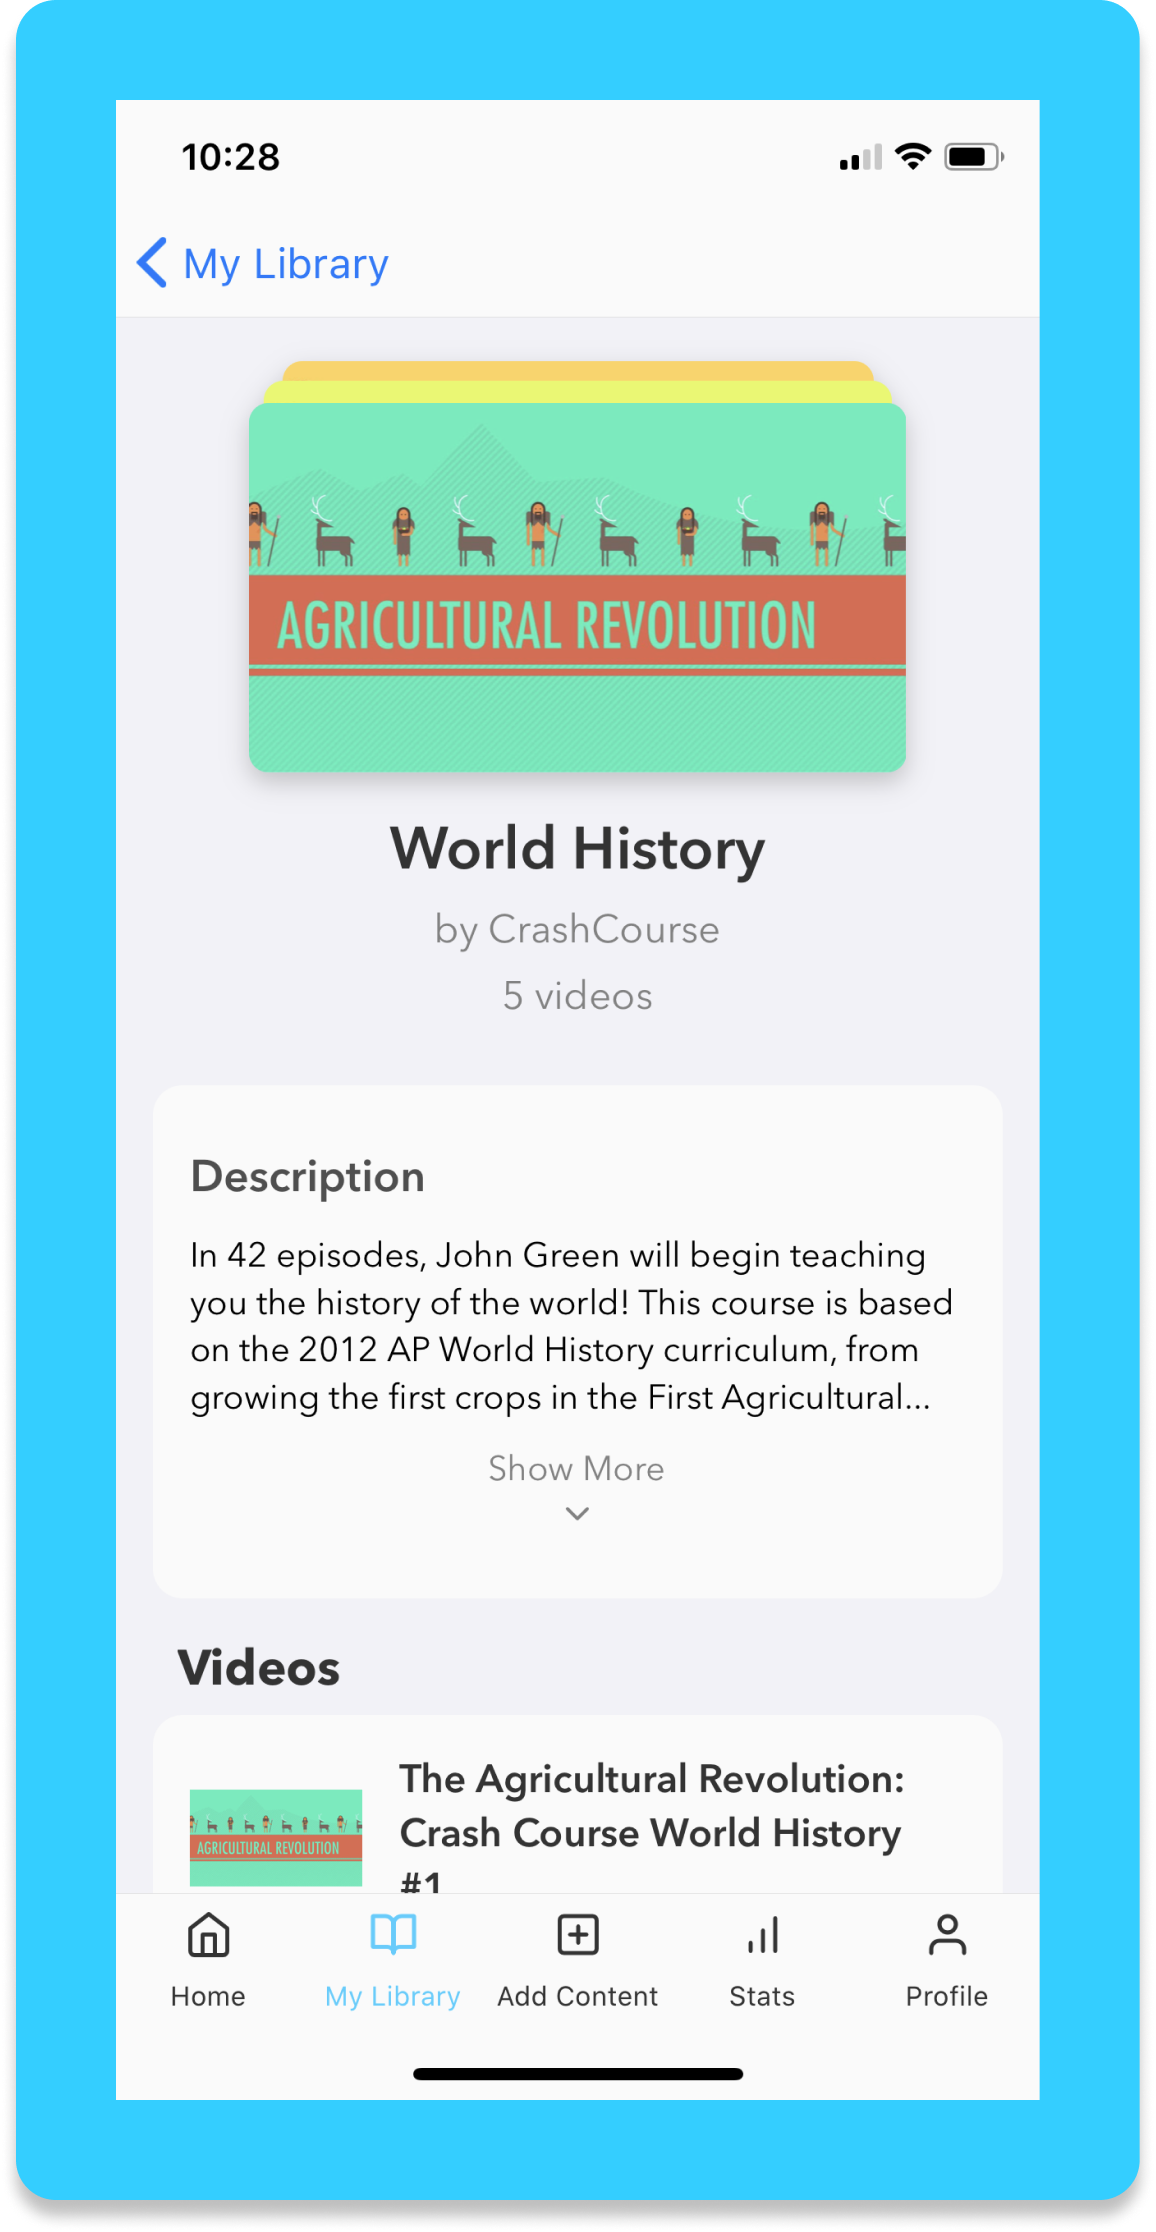 10:28
My Library
AGRICULTURAL REVOLUTION
World History
by CrashCourse
5 videos
Description
In 42 episodes, John Green will begin teaching
you the history of the world! This course is based
on the 2012 AP World History curriculum, from
growing the first crops in the First Agricultural...
Show More
Videos
AGRICULTURAL REVOLUTION
The Agricultural Revolution:
Crash Course World History
#1
Home
My Library
Add Content
Stats
Profile